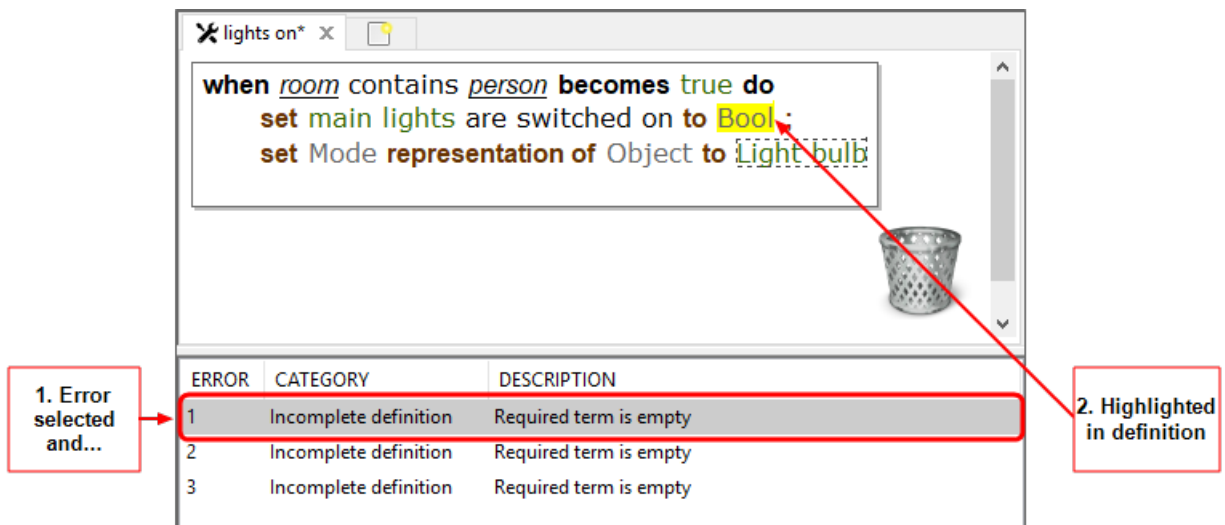 lights on* X
when room contains person becomes true do
set main lights are switched on to Bool ;
set Mode representation of Object to Light bulb
ERROR CATEGORY DESCRIPTION
1 Incomplete definition Required term is empty
2 Incomplete definition Required term is empty
3 Incomplete definition Required term is empty
1. Error
selected
and...
2. Highlighted
in definition